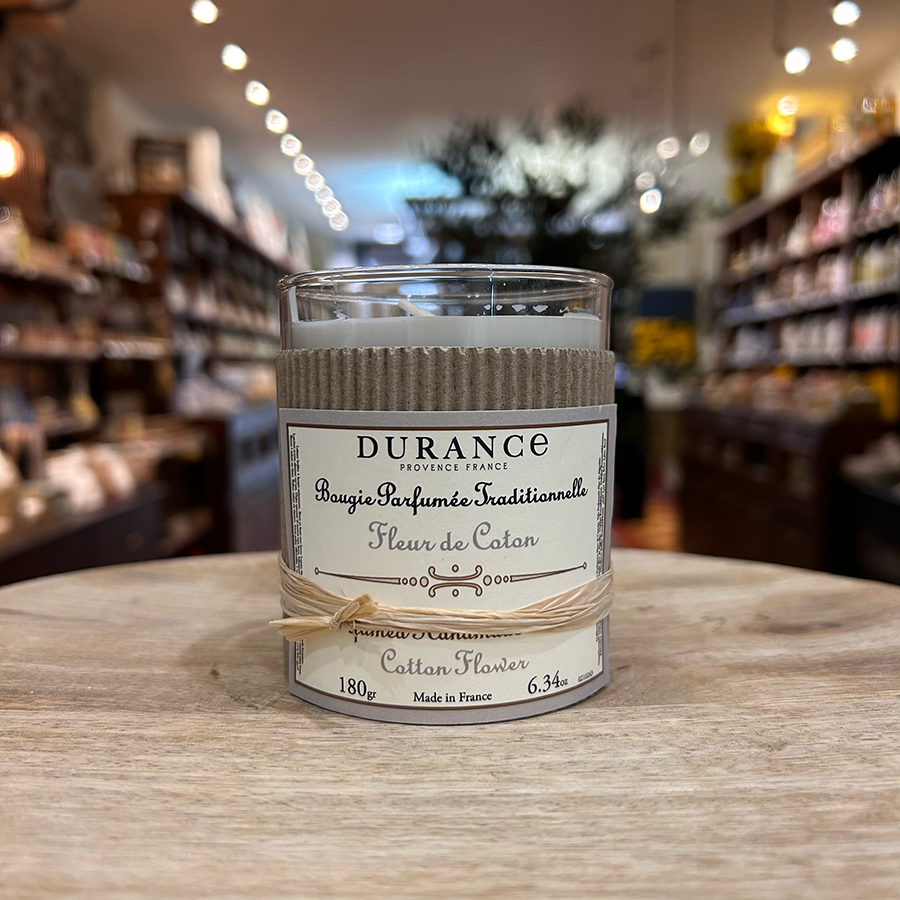 DURANCe
PROVENCE FRANCE
Bougie Parfumée Traditionnelle
Fleur de Coton
Cotton Flower
180gr
Made in France
6.34oz